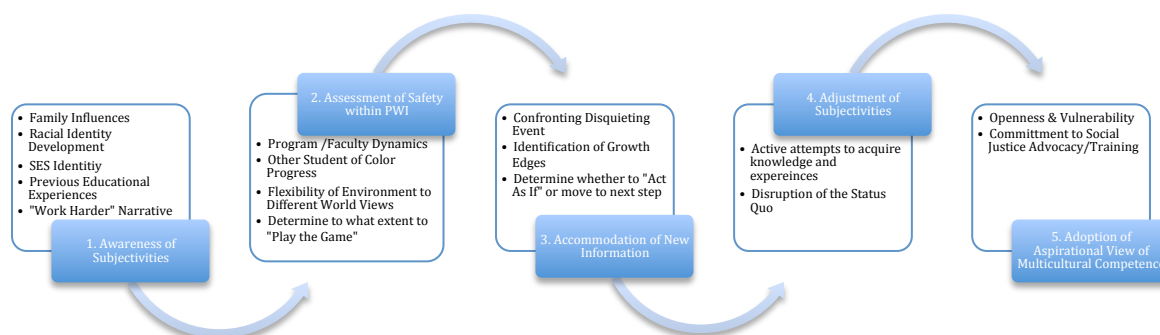 • Family Influences
• Racial Identity
Development
• SES Identitiy
• Previous Educational
Experiences
• "Work Harder" Narrative
1. Awareness of
Subjectivities
2. Assessment of Safety
within PWI
• Program /Faculty Dynamics
• Other Student of Color
Progress
• Flexibility of Environment to
Different World Views
• Determine to what extent to
"Play the Game"
• Confronting Disquieting
Event
• Identification of Growth
Edges
• Determine whether to "Act
As If" or move to next step
3. Accommodation of New
Information
4. Adjustment of
Subjectivities
• Active attempts to acquire
knowledge and
expereinces
• Disruption of the Status
Quo
• Openness & Vulnerability
• Commitment to Social
Justice Advocacy/Training
5. Adoption of
Aspirational View of
Multicultural Competence